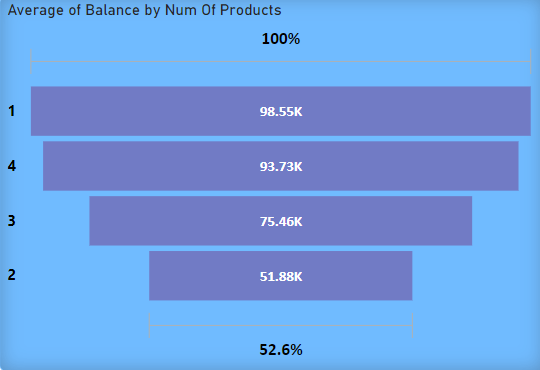 Average of Balance by Num Of Products
100%
1 98.55K
4 93.73K
3 75.46K
2 51.88K
52.6%